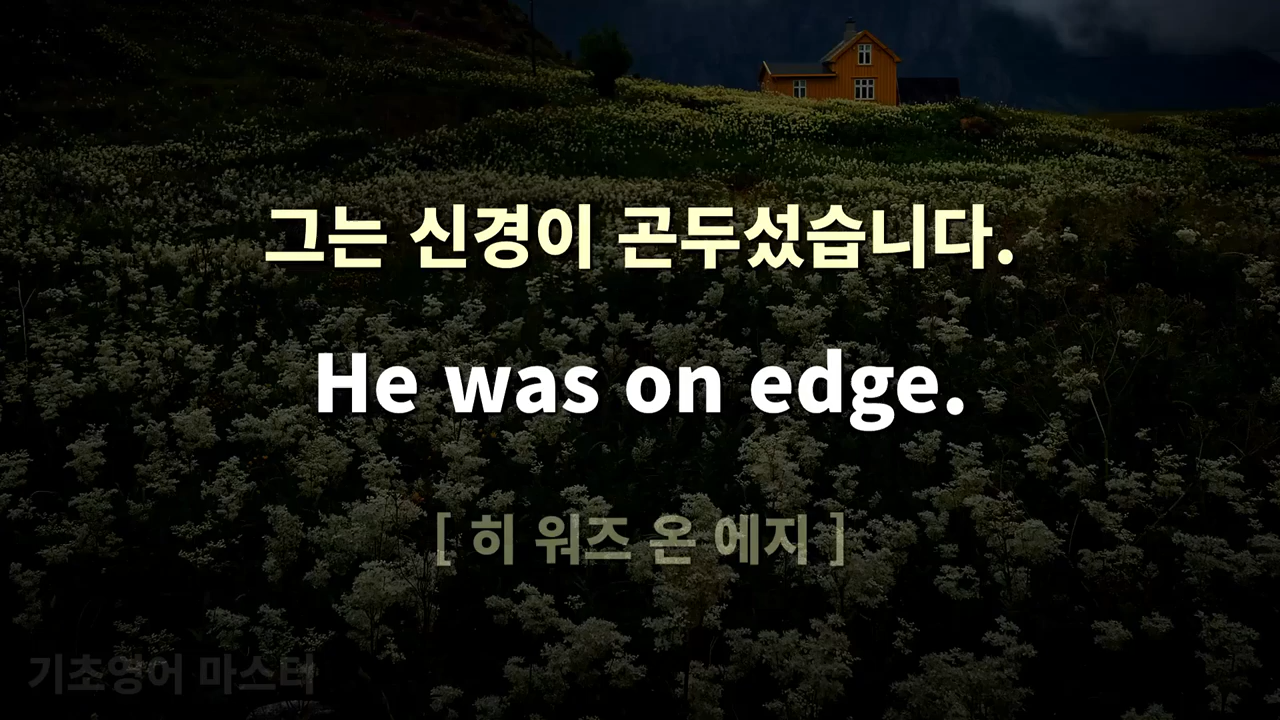 그는 신경이 곤두섰습니다.
He was on edge.
[ 히 워즈 온 에지 ]
기초영어 마스터